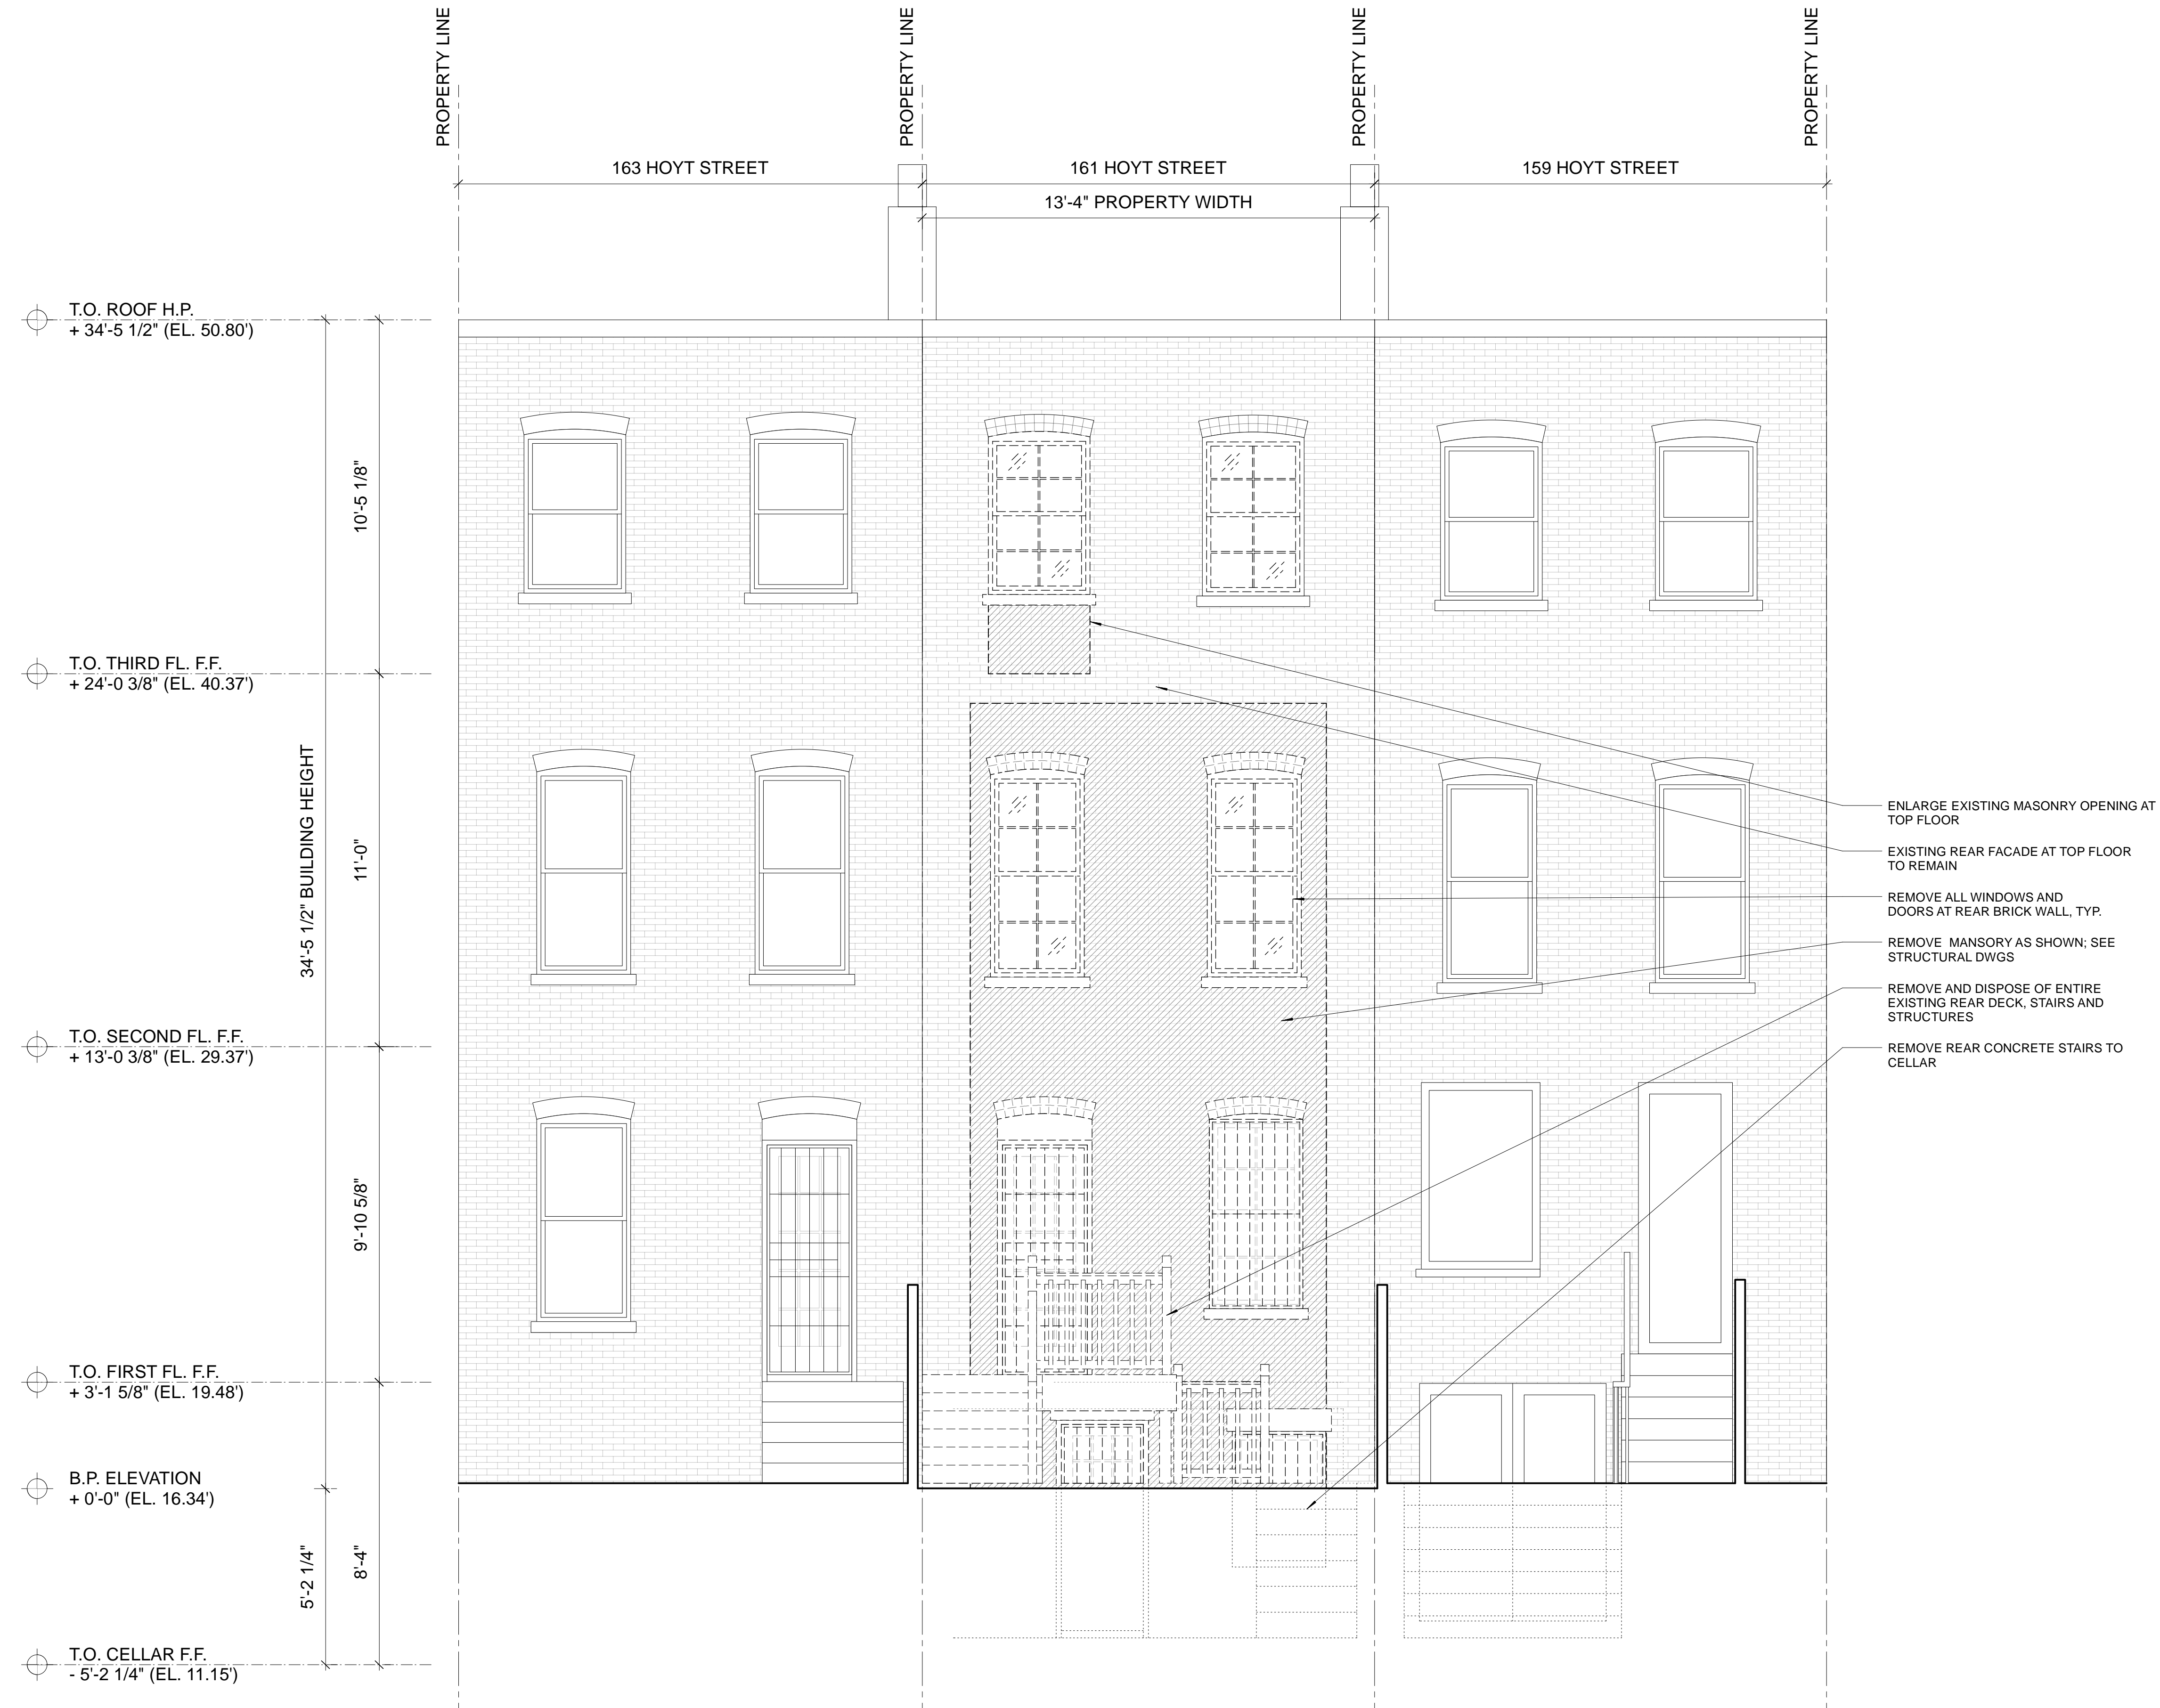 PROPERTY LINE
PROPERTY LINE
PROPERTY LINE
PROPERTY LINE
163 HOYT STREET
161 HOYT STREET
159 HOYT STREET
13'-4" PROPERTY WIDTH
T.O. ROOF H.P.
+ 34'-5 1/2" (EL. 50.80')
10'-5 1/8"
T.O. THIRD FL. F.F.
+ 24'-0 3/8" (EL. 40.37')
34'-5 1/2" BUILDING HEIGHT
11'-0"
T.O. SECOND FL. F.F.
+ 13'-0 3/8" (EL. 29.37')
9'-10 5/8"
T.O. FIRST FL. F.F.
+ 3'-1 5/8" (EL. 19.48')
B.P. ELEVATION
+ 0'-0" (EL. 16.34')
5'-2 1/4"
8'-4"
T.O. CELLAR F.F.
- 5'-2 1/4" (EL. 11.15')
ENLARGE EXISTING MASONRY OPENING AT
TOP FLOOR
EXISTING REAR FACADE AT TOP FLOOR
TO REMAIN
REMOVE ALL WINDOWS AND
DOORS AT REAR BRICK WALL, TYP.
REMOVE  MANSORY AS SHOWN; SEE
STRUCTURAL DWGS
REMOVE AND DISPOSE OF ENTIRE
EXISTING REAR DECK, STAIRS AND
STRUCTURES
REMOVE REAR CONCRETE STAIRS TO
CELLAR